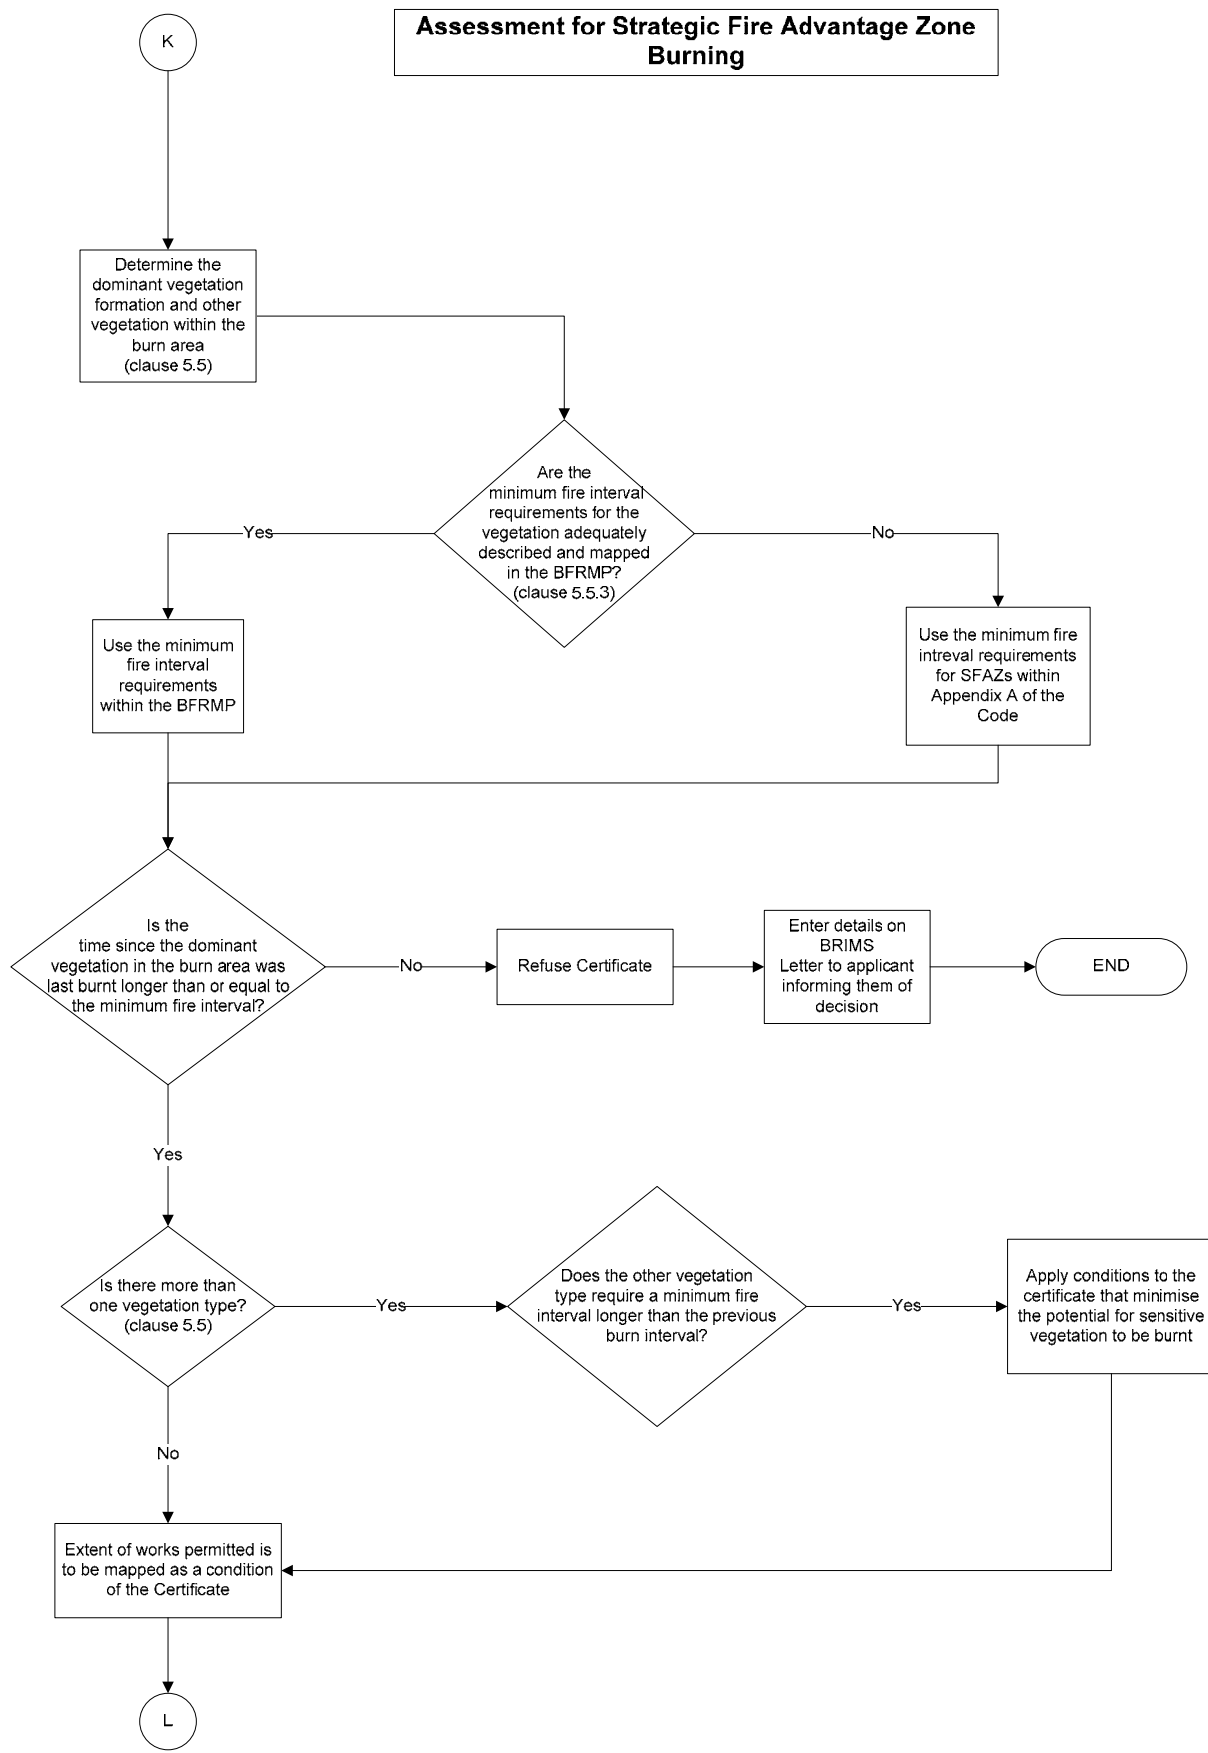 K
Assessment for Strategic Fire Advantage Zone
Burning
Determine the
dominant vegetation
formation and other
vegetation within the
burn area
(clause 5.5)
Are the
minimum fire interval
requirements for the
vegetation adequately
described and mapped
in the BFRMP?
(clause 5.5.3)
Yes
No
Use the minimum
fire interval
requirements
within the BFRMP
Use the minimum fire
intreval requirements
for SFAZs within
Appendix A of the
Code
Is the
time since the dominant
vegetation in the burn area was
last burnt longer than or equal to
the minimum fire interval?
No
Refuse Certificate
Enter details on
BRIMS
Letter to applicant
informing them of
decision
END
Yes
Is there more than
one vegetation type?
(clause 5.5)
Yes
Does the other vegetation
type require a minimum fire
interval longer than the previous
burn interval?
Yes
Apply conditions to the
certificate that minimise
the potential for sensitive
vegetation to be burnt
No
Extent of works permitted is
to be mapped as a condition
of the Certificate
L